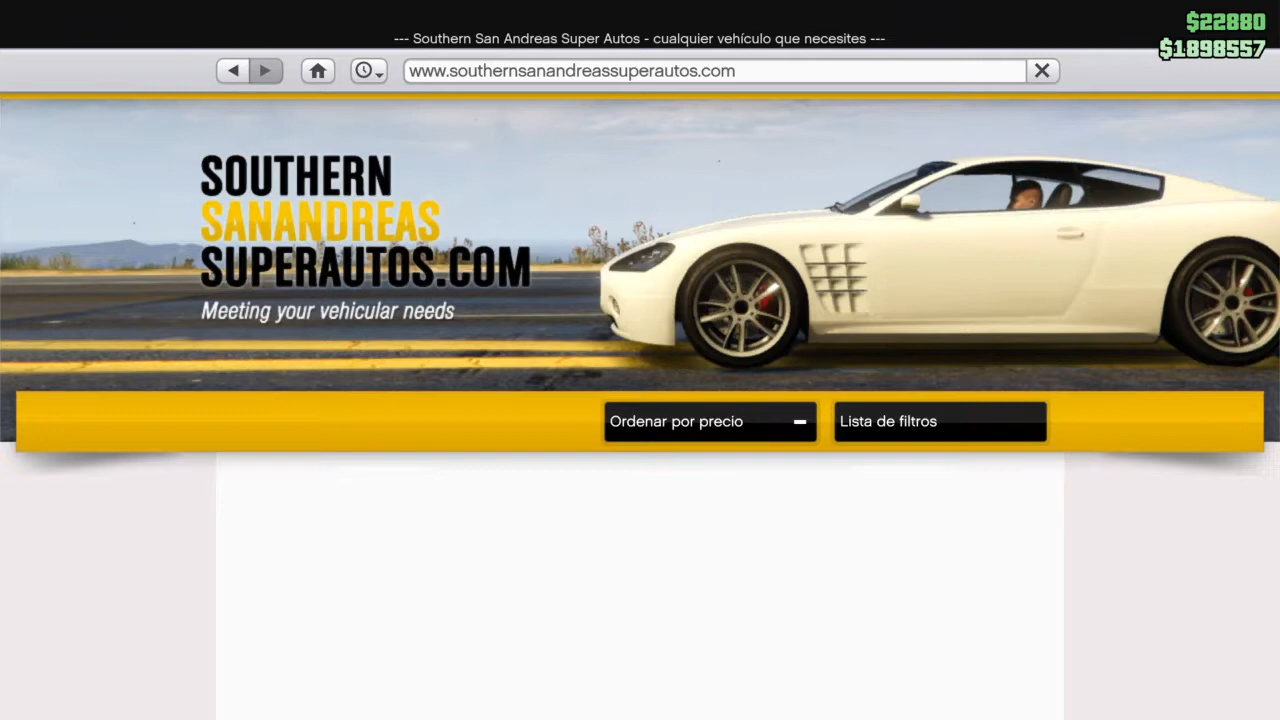 $22880
--- Southern San Andreas Super Autos - cualquier vehículo que necesites ---
$1898557
www.southernsanandreassuperautos.com
SOUTHERN
SANANDREAS
SUPERAUTOS.COM
Meeting your vehicular needs
Ordenar por precio
Lista de filtros